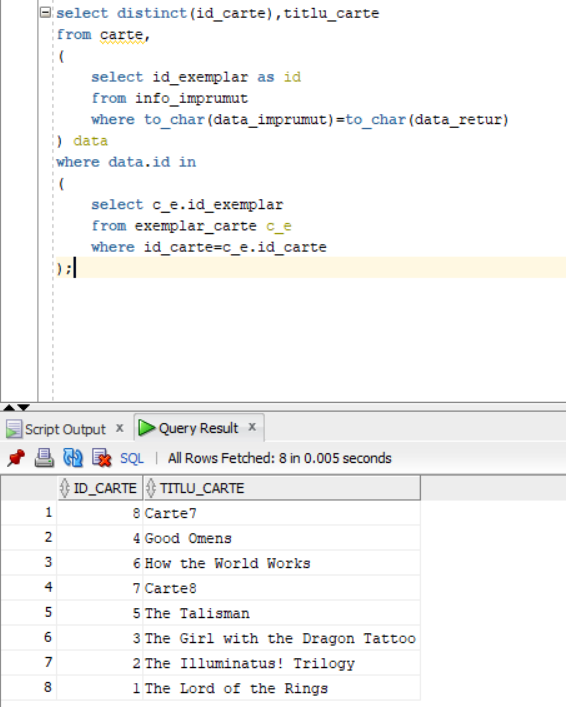 select distinct(id_carte),titlu_carte
from carte,
(
select id_exemplar as id
from info_imprumut
where to_char(data_imprumut)=to_char(data_retur)
) data
where data.id in
(
select c_e.id_exemplar
from exemplar_carte c_e
where id_carte=c_e.id_carte
);
Script Output x Query Result x
SQL | All Rows Fetched: 8 in 0.005 seconds
ID_CARTE TITLU_CARTE
1 8 Carte7
2 4 Good Omens
3 6 How the World Works
4 7 Carte8
5 5 The Talisman
6 3 The Girl with the Dragon Tattoo
7 2 The Illuminatus! Trilogy
8 1 The Lord of the Rings